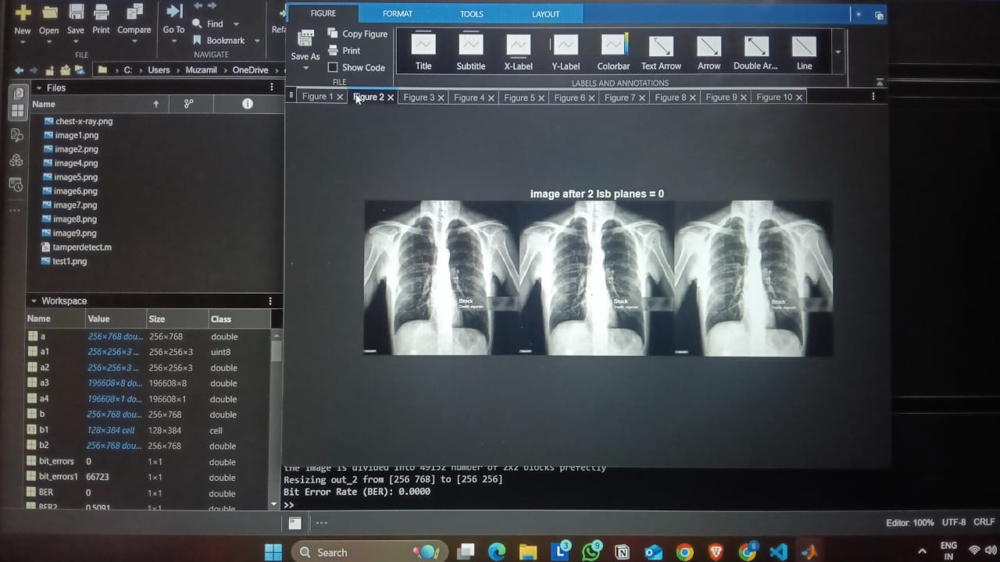 FIGURE FORMAT TOOLS LAYOUT
New Open Save Print Compare Go To Find Bookmark
FILE NAVIGATE
Save As Copy Figure Print Show Code
FILE
Title Subtitle X-Label Y-Label Colorbar Text Arrow Arrow Double Ar... Line
LABELS AND ANNOTATIONS
C: > Users > Muzamil > OneDrive >
Figure 1 Figure 2 Figure 3 Figure 4 Figure 5 Figure 6 Figure 7 Figure 8 Figure 9 Figure 10
Files
Name
chest-x-ray.png
image1.png
image2.png
image4.png
image5.png
image6.png
image7.png
image8.png
image9.png
tamperdetect.m
test1.png
image after 2 lsb planes = 0
iStock iStock iStock
Workspace
Name Value Size Class
a 256×768 dou... 256×768 double
a1 256×256×3 ... 256×256×3 uint8
a2 256×256×3 ... 256×256×3 double
a3 196608×8 do... 196608×8 double
a4 196608×1 do... 196608×1 double
b 256×768 dou... 256×768 double
b1 128×384 cell 128×384 cell
b2 256×768 dou... 256×768 double
bit_errors 0 1×1 double
bit_errors1 66723 1×1 double
BER 0 1×1 double
BER2 0.5091 1×1 double
the image is divided into 49152 number of 2x2 blocks prefectly
Resizing out_2 from [256 768] to [256 256]
Bit Error Rate (BER): 0.0000
>>
Editor: 100% UTF-8 CRLF
Search
3 9 5
ENG
IN